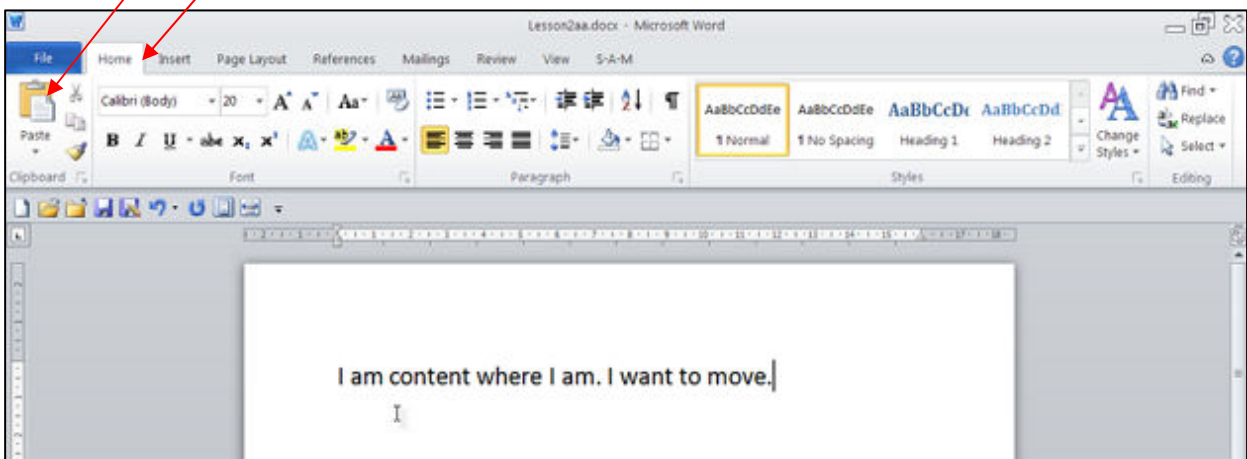 Lesson2aa.docx - Microsoft Word
File Home Insert Page Layout References Mailings Review View S-A-M
Calibri (Body) 20 A A Aa
B I U abc x, x² A ab A
Paste
AaBbCcDdEe AaBbCcDdEe AaBbCcDc AaBbCcDd
¶ Normal ¶ No Spacing Heading 1 Heading 2
Change Styles
Find
Replace
Select
Clipboard Font Paragraph Styles Editing
I am content where I am. I want to move.